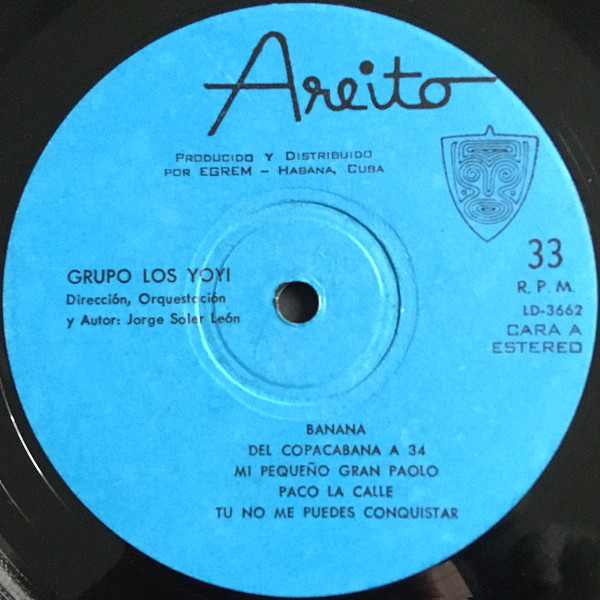 Areito
PRODUCIDO Y DISTRIBUIDO
POR EGREM – HABANA, CUBA
33
R. P. M.
LD-3662
CARA A
ESTEREO
GRUPO LOS YOYI
Dirección, Orquestación
y Autor: Jorge Soler León
BANANA
DEL COPACABANA A 34
MI PEQUEÑO GRAN PAOLO
PACO LA CALLE
TU NO ME PUEDES CONQUISTAR